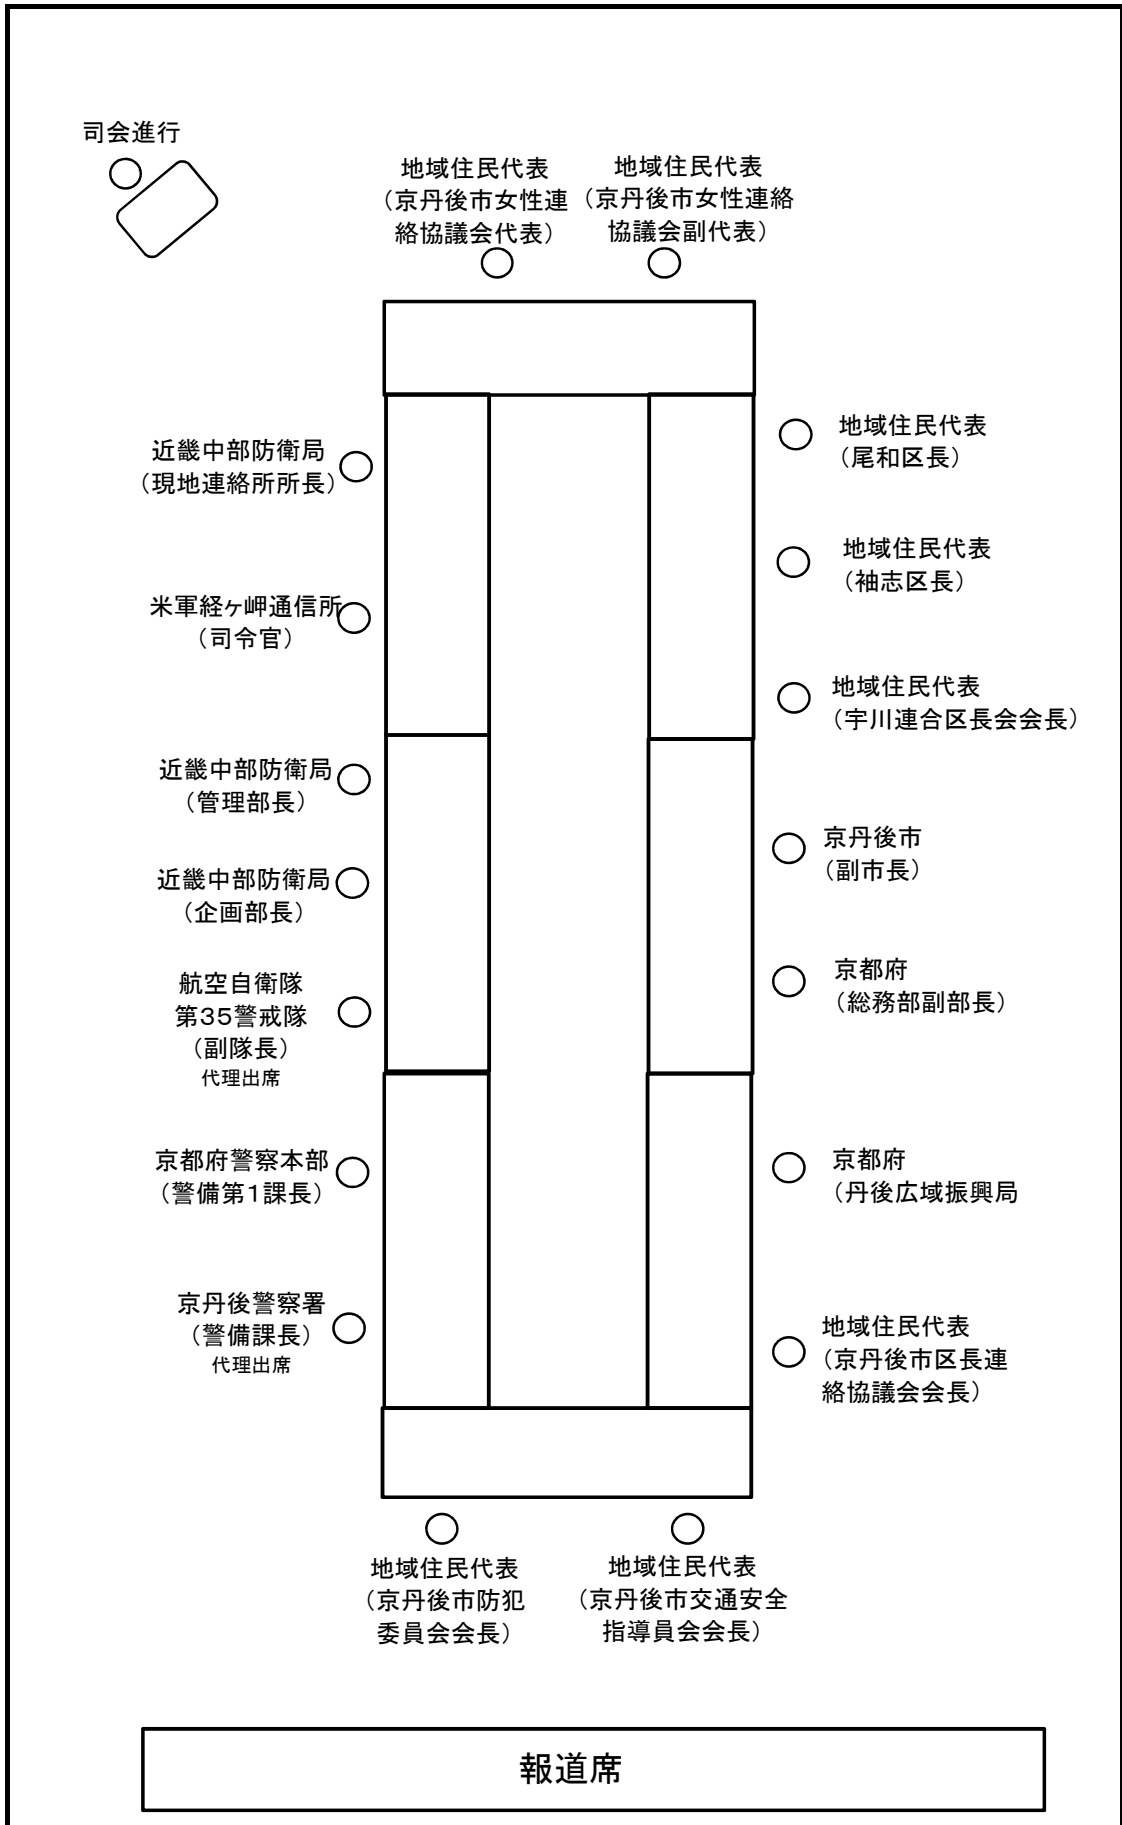 司会進行
地域住民代表
（京丹後市女性連
絡協議会代表）
地域住民代表
（京丹後市女性連絡
協議会副代表）
近畿中部防衛局
（現地連絡所所長）
米軍経ヶ岬通信所
（司令官）
近畿中部防衛局
（管理部長）
近畿中部防衛局
（企画部長）
航空自衛隊
第35警戒隊
（副隊長）
代理出席
京都府警察本部
（警備第1課長）
京丹後警察署
（警備課長）
代理出席
地域住民代表
（尾和区長）
地域住民代表
（袖志区長）
地域住民代表
（宇川連合区長会会長）
京丹後市
（副市長）
京都府
（総務部副部長）
京都府
（丹後広域振興局
地域住民代表
（京丹後市区長連
絡協議会会長）
地域住民代表
（京丹後市防犯
委員会会長）
地域住民代表
（京丹後市交通安全
指導員会会長）
報道席